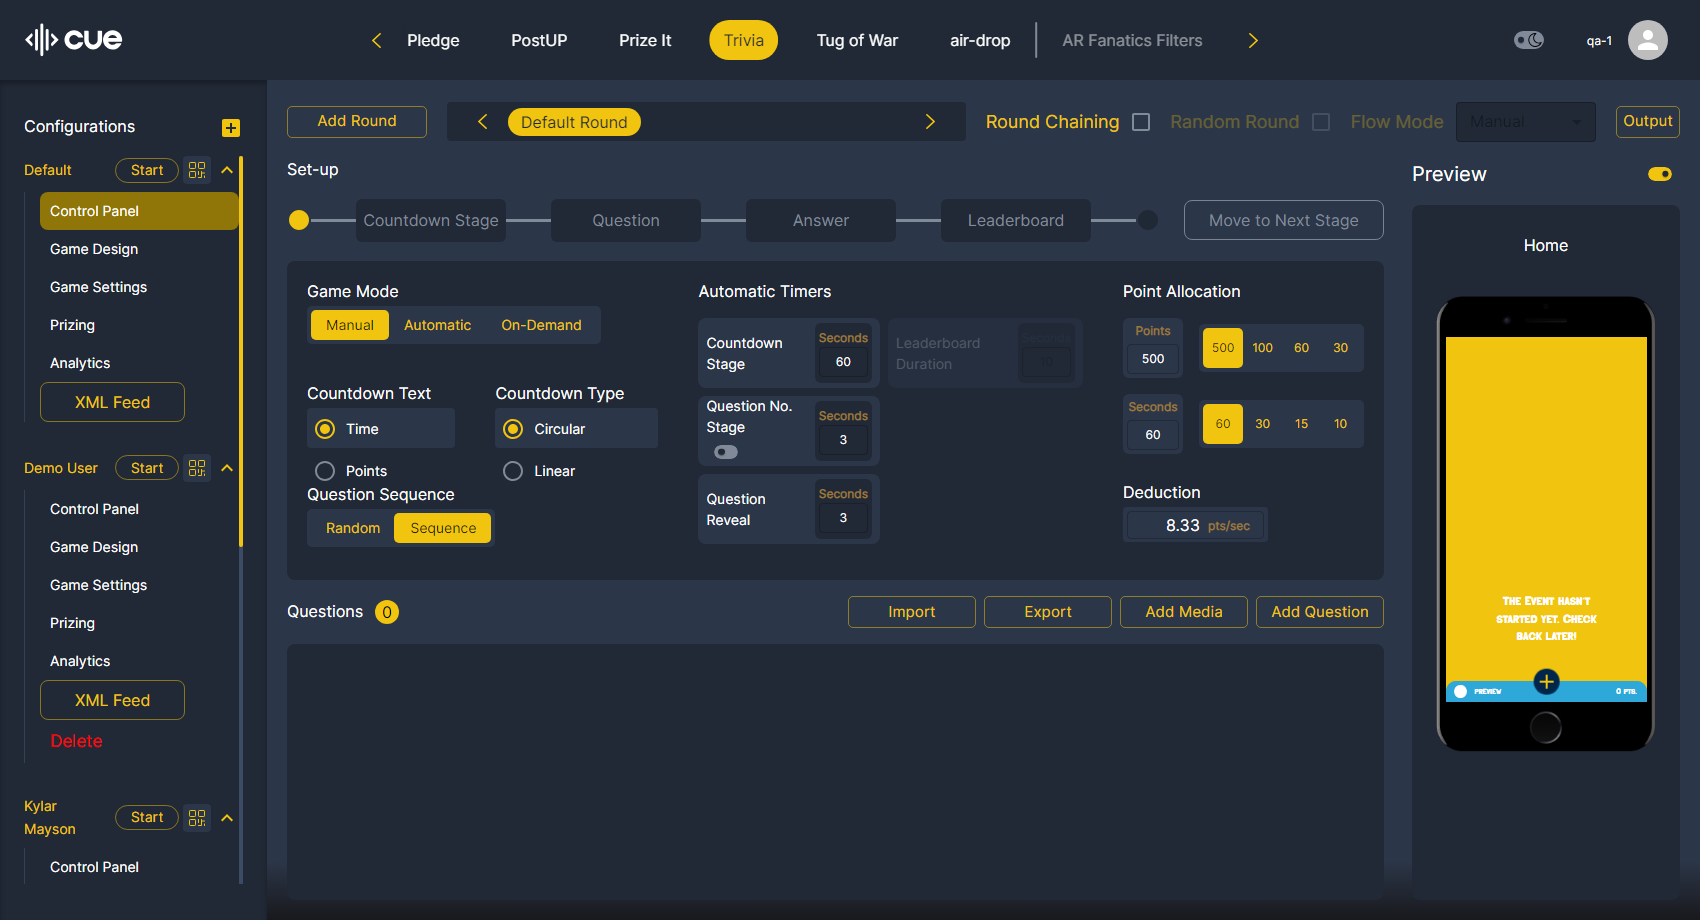 cue
Pledge
PostUP
Prize It
Trivia
Tug of War
air-drop
AR Fanatics Filters
qa-1
Configurations
Default
Start
Control Panel
Game Design
Game Settings
Prizing
Analytics
XML Feed
Demo User
Start
Control Panel
Game Design
Game Settings
Prizing
Analytics
XML Feed
Delete
Kylar
Mayson
Start
Control Panel
Add Round
Default Round
Round Chaining
Random Round
Flow Mode
Manual
Output
Set-up
Countdown Stage
Question
Answer
Leaderboard
Move to Next Stage
Game Mode
Manual
Automatic
On-Demand
Countdown Text
Time
Points
Countdown Type
Circular
Linear
Question Sequence
Random
Sequence
Automatic Timers
Countdown
Stage
Seconds
60
Leaderboard
Duration
Seconds
10
Question No.
Stage
Seconds
3
Question
Reveal
Seconds
3
Point Allocation
Points
500
500
100
60
30
Seconds
60
60
30
15
10
Deduction
8.33 pts/sec
Questions
0
Import
Export
Add Media
Add Question
Preview
Home
The Event hasn't
started yet. Check
back later!
PREVIEW
0 PTS.